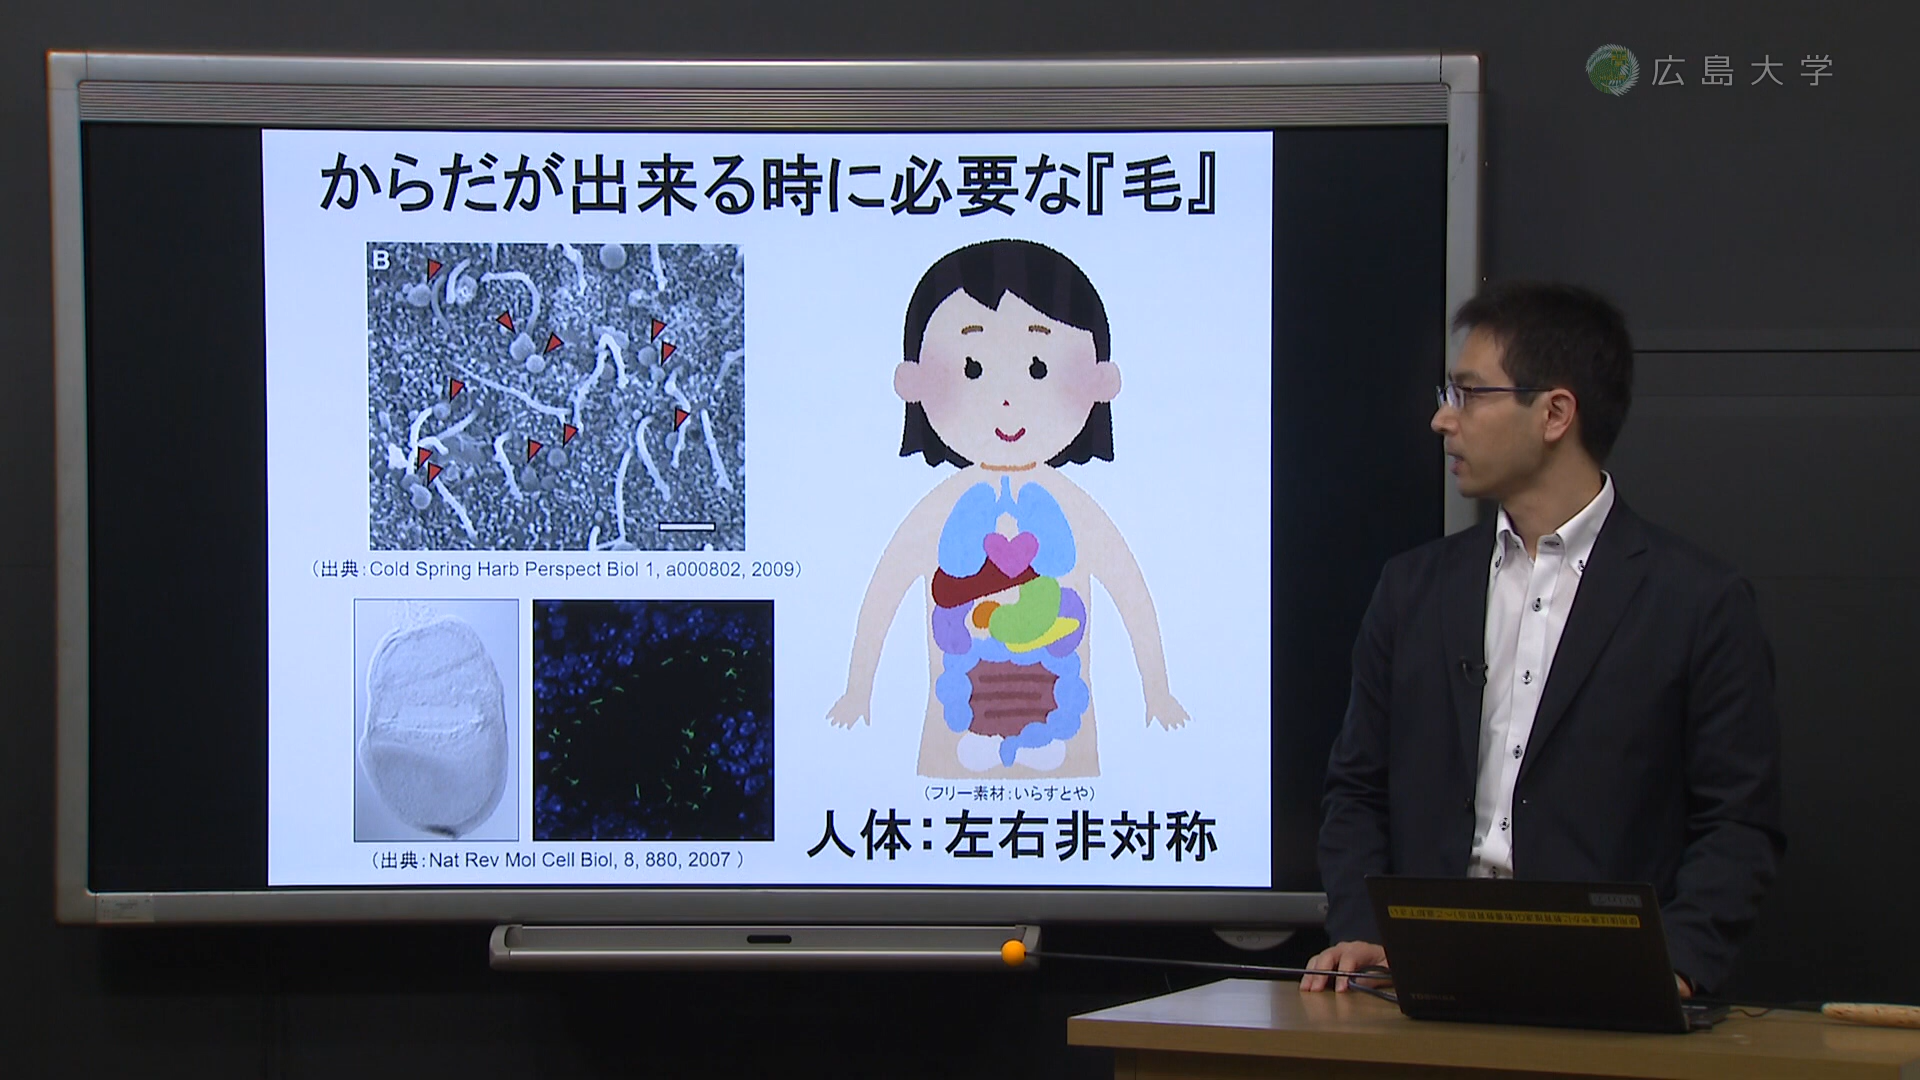 広島大学
からだが出来る時に必要な『毛』
B
（出典：Cold Spring Harb Perspect Biol 1, a000802, 2009）
（出典：Nat Rev Mol Cell Biol, 8, 880, 2007 ）
（フリー素材：いらすとや）
人体：左右非対称
TOSHIBA